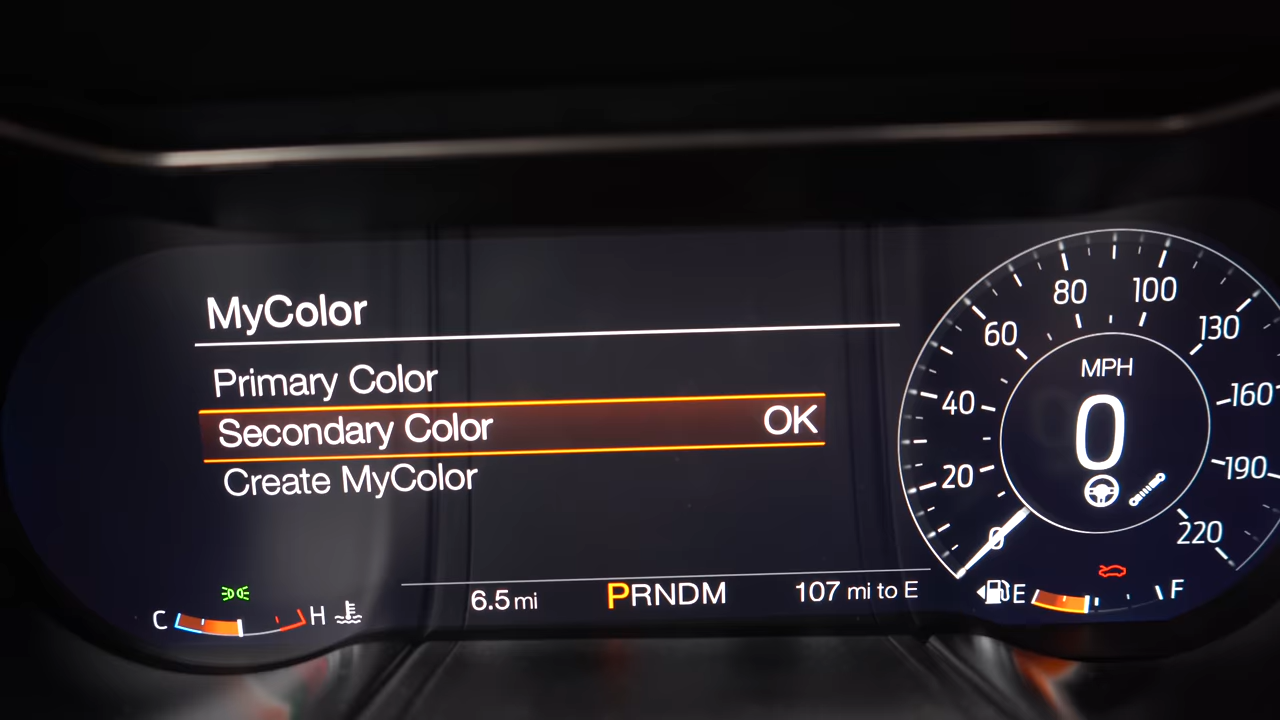 MyColor
Primary Color
Secondary Color OK
Create MyColor
C H
6.5 mi PRNDM 107 mi to E
0 20 40 60 80 100 130 160 190 220
MPH
0
E F